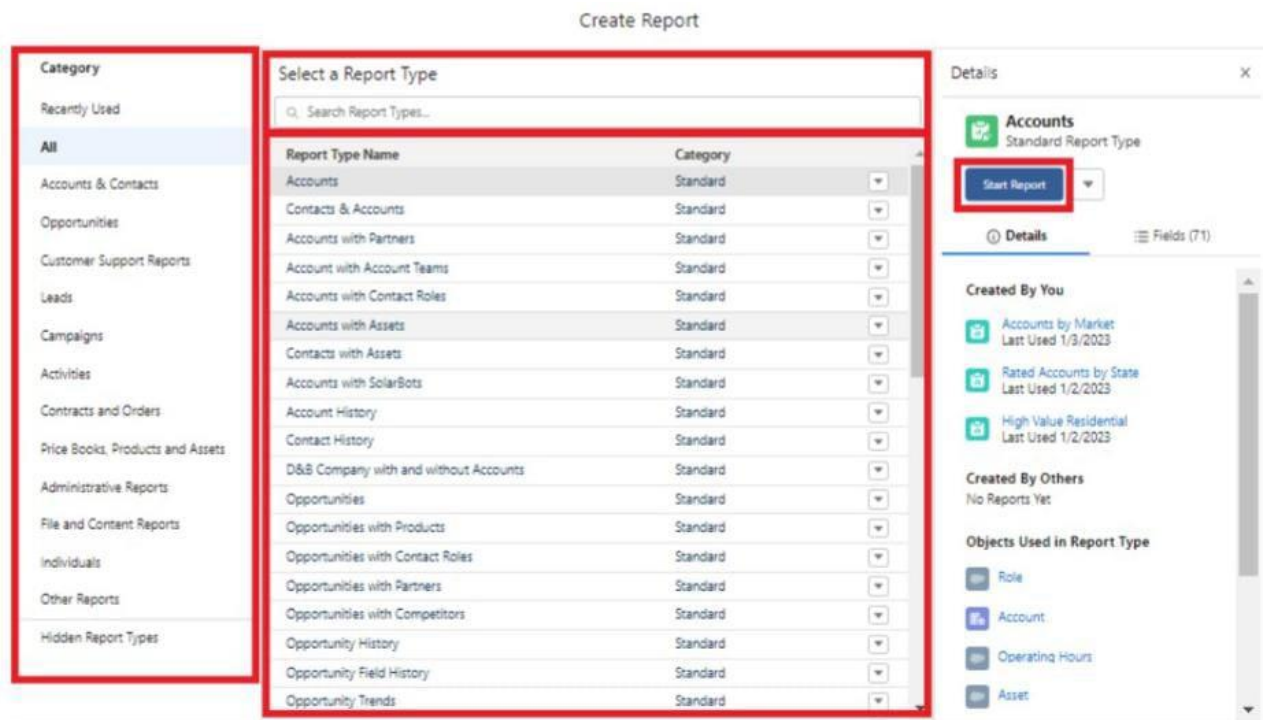 Create Report
Category
Recently Used
All
Accounts & Contacts
Opportunities
Customer Support Reports
Leads
Campaigns
Activities
Contracts and Orders
Price Books, Products and Assets
Administrative Reports
File and Content Reports
Individuals
Other Reports
Hidden Report Types
Select a Report Type
Search Report Types...
Report Type Name Category
Accounts Standard
Contacts & Accounts Standard
Accounts with Partners Standard
Account with Account Teams Standard
Accounts with Contact Roles Standard
Accounts with Assets Standard
Contacts with Assets Standard
Accounts with SolarBots Standard
Account History Standard
Contact History Standard
D&B Company with and without Accounts Standard
Opportunities Standard
Opportunities with Products Standard
Opportunities with Contact Roles Standard
Opportunities with Partners Standard
Opportunities with Competitors Standard
Opportunity History Standard
Opportunity Field History Standard
Opportunity Trends Standard
Details
Accounts
Standard Report Type
Start Report
Details Fields (71)
Created By You
Accounts by Market
Last Used 1/3/2023
Rated Accounts by State
Last Used 1/2/2023
High Value Residential
Last Used 1/2/2023
Created By Others
No Reports Yet
Objects Used in Report Type
Role
Account
Operating Hours
Asset